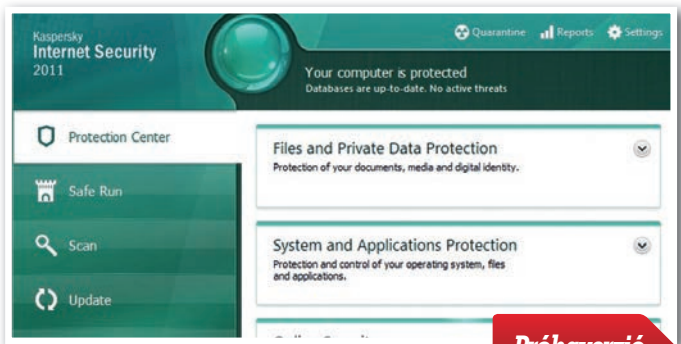 Kaspersky
Internet Security
2011
Quarantine Reports Settings
Your computer is protected
Databases are up-to-date. No active threats
Protection Center
Safe Run
Scan
Update
Files and Private Data Protection
Protection of your documents, media and digital identity.
System and Applications Protection
Protection and control of your operating system, files
and applications.
Próbaverzió